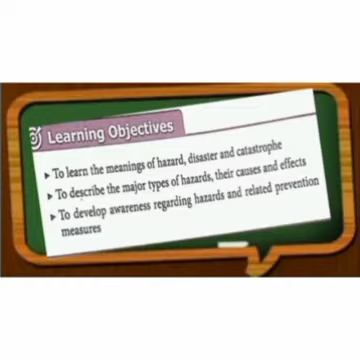 Learning Objectives
▸ To learn the meanings of hazard, disaster and catastrophe
▸ To describe the major types of hazards, their causes and effects
▸ To develop awareness regarding hazards and related prevention
measures